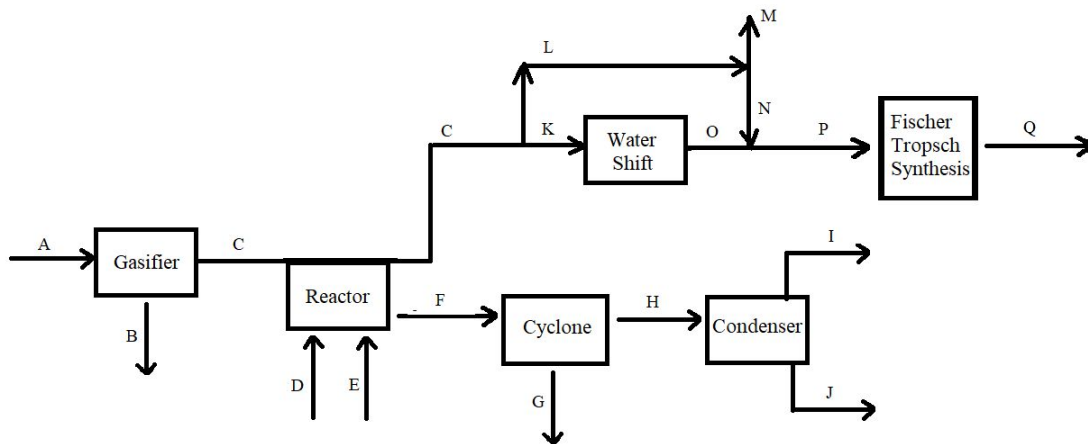 M
L
C
K
Water
Shift
O
N
P
Fischer
Tropsch
Synthesis
Q
A
Gasifier
B
C
Reactor
D
E
F
Cyclone
G
H
Condenser
I
J